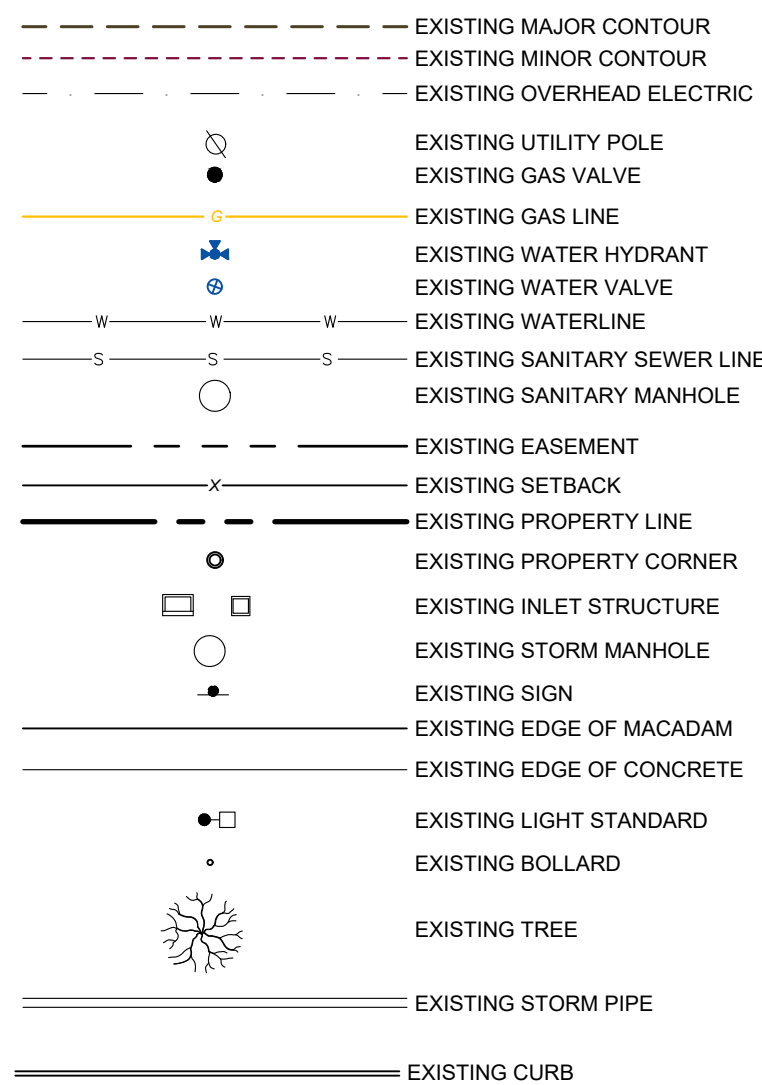 EXISTING MAJOR CONTOUR
EXISTING MINOR CONTOUR
EXISTING OVERHEAD ELECTRIC
EXISTING UTILITY POLE
EXISTING GAS VALVE
G EXISTING GAS LINE
EXISTING WATER HYDRANT
EXISTING WATER VALVE
W W W EXISTING WATERLINE
S S S EXISTING SANITARY SEWER LINE
EXISTING SANITARY MANHOLE
EXISTING EASEMENT
X EXISTING SETBACK
EXISTING PROPERTY LINE
EXISTING PROPERTY CORNER
EXISTING INLET STRUCTURE
EXISTING STORM MANHOLE
EXISTING SIGN
EXISTING EDGE OF MACADAM
EXISTING EDGE OF CONCRETE
EXISTING LIGHT STANDARD
EXISTING BOLLARD
EXISTING TREE
EXISTING STORM PIPE
EXISTING CURB